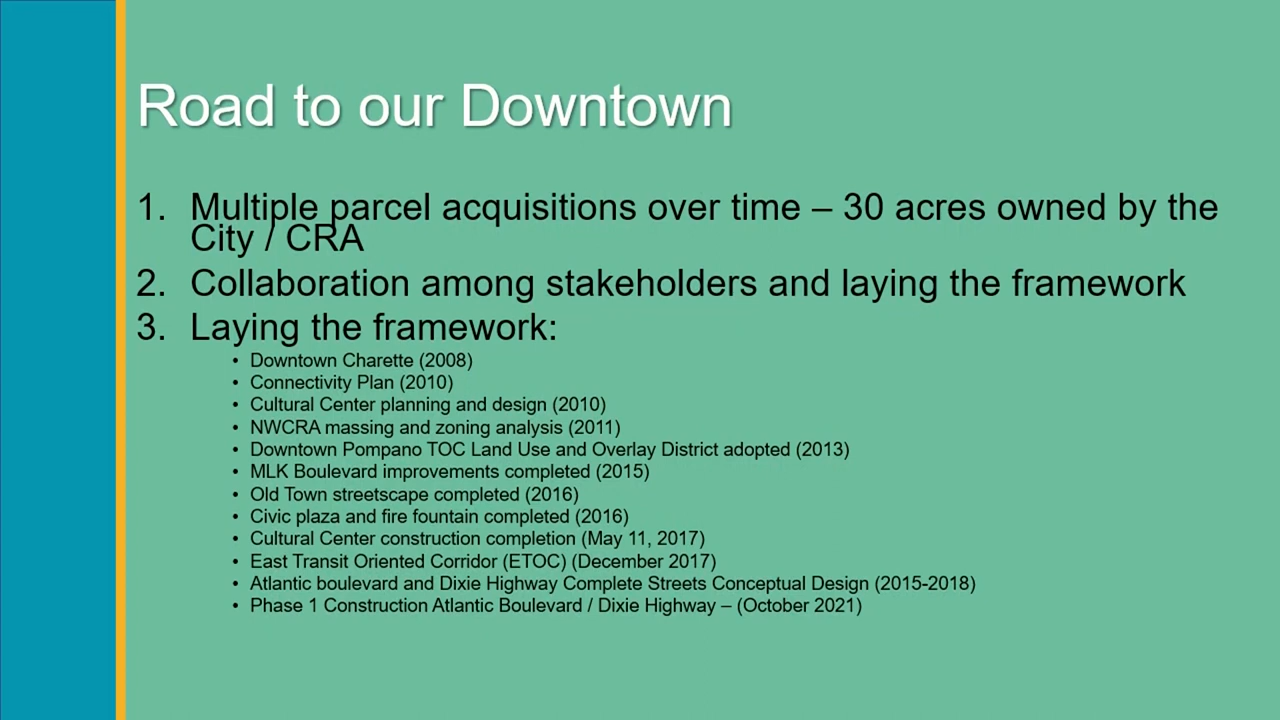 Road to our Downtown
1. Multiple parcel acquisitions over time – 30 acres owned by the
City / CRA
2. Collaboration among stakeholders and laying the framework
3. Laying the framework:
• Downtown Charette (2008)
• Connectivity Plan (2010)
• Cultural Center planning and design (2010)
• NWCRA massing and zoning analysis (2011)
• Downtown Pompano TOC Land Use and Overlay District adopted (2013)
• MLK Boulevard improvements completed (2015)
• Old Town streetscape completed (2016)
• Civic plaza and fire fountain completed (2016)
• Cultural Center construction completion (May 11, 2017)
• East Transit Oriented Corridor (ETOC) (December 2017)
• Atlantic boulevard and Dixie Highway Complete Streets Conceptual Design (2015-2018)
• Phase 1 Construction Atlantic Boulevard / Dixie Highway – (October 2021)